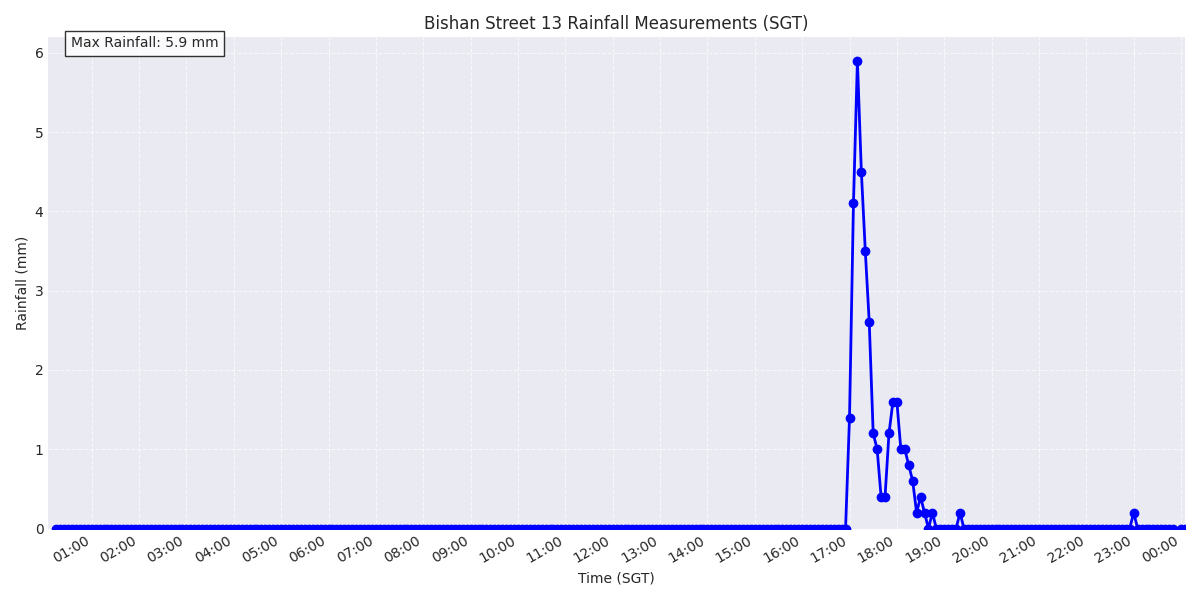 Bishan Street 13 Rainfall Measurements (SGT)
Max Rainfall: 5.9 mm
Rainfall (mm)
6
5
4
3
2
1
0
01:00 02:00 03:00 04:00 05:00 06:00 07:00 08:00 09:00 10:00 11:00 12:00 13:00 14:00 15:00 16:00 17:00 18:00 19:00 20:00 21:00 22:00 23:00 00:00
Time (SGT)